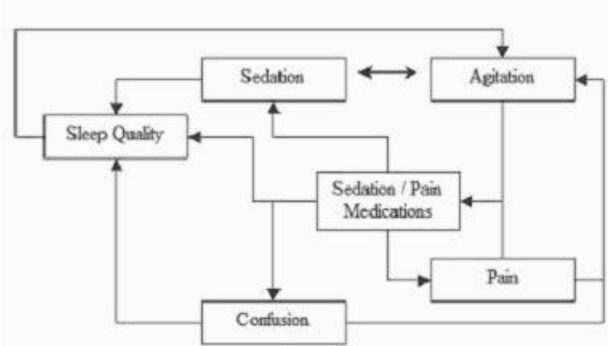 Sedation
Agitation
Sleep Quality
Sedation / Pain
Medications
Pain
Confusion